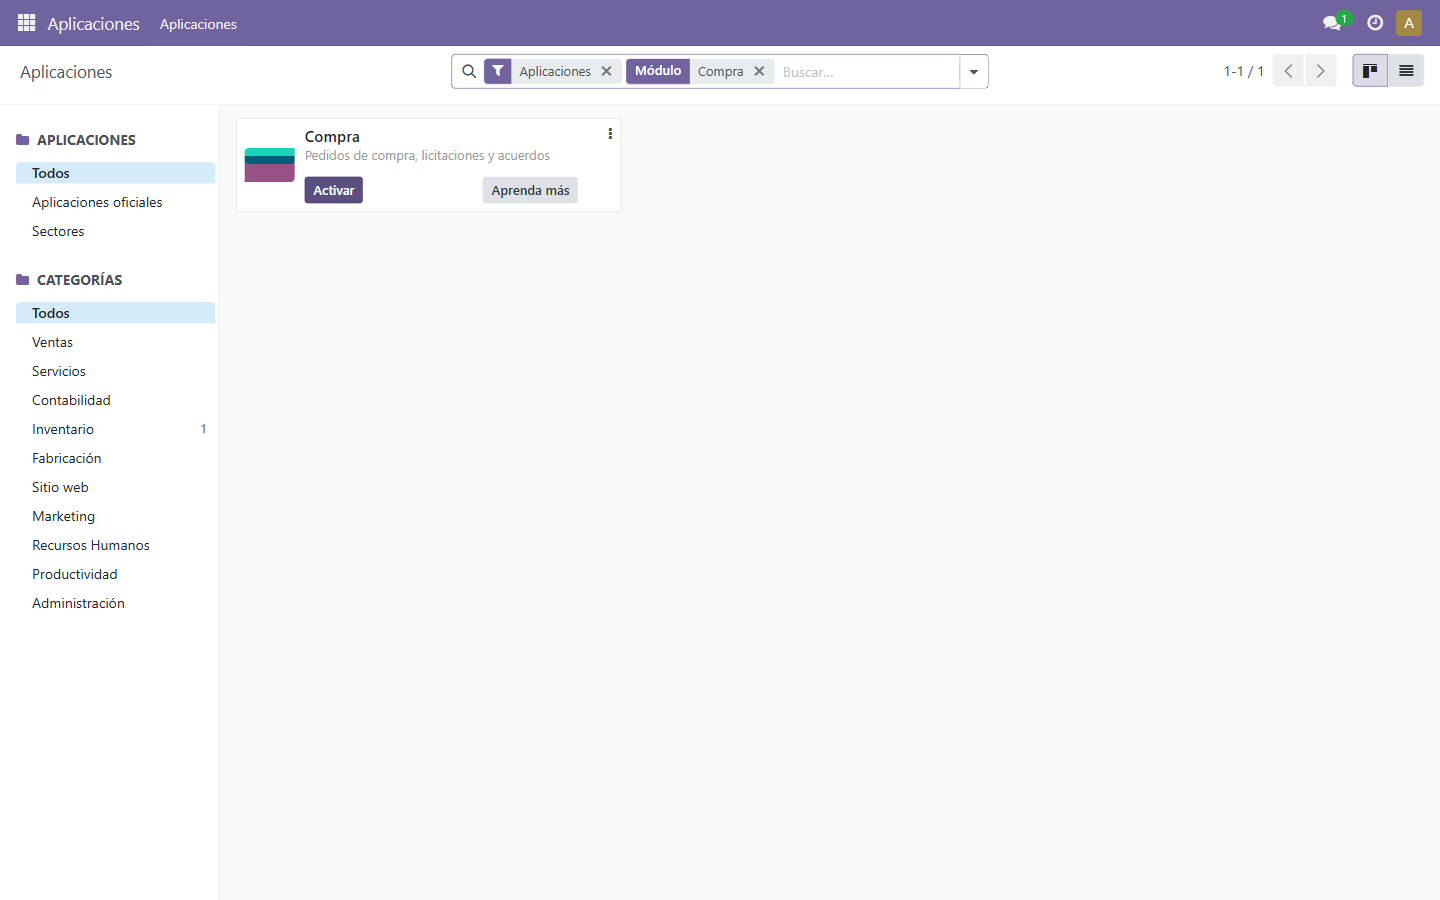 Aplicaciones
Aplicaciones
1
A
Aplicaciones
Aplicaciones
Módulo
Compra
Buscar...
1-1 / 1
APLICACIONES
Todos
Aplicaciones oficiales
Sectores
CATEGORÍAS
Todos
Ventas
Servicios
Contabilidad
Inventario 1
Fabricación
Sitio web
Marketing
Recursos Humanos
Productividad
Administración
Compra
Pedidos de compra, licitaciones y acuerdos
Activar
Aprenda más